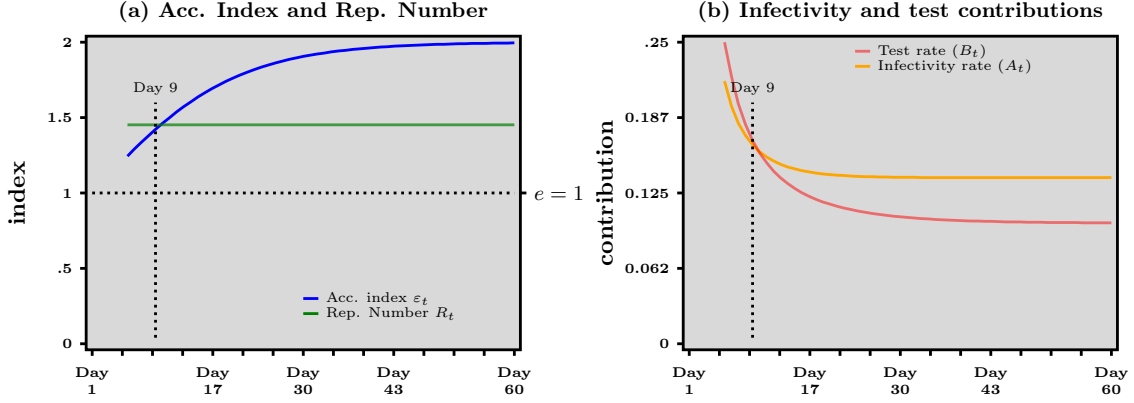 (a) Acc. Index and Rep. Number
index
2
1.5
1
.5
0
Day 9
e = 1
Acc. index εt
Rep. Number Rt
Day 1
Day 17
Day 30
Day 43
Day 60
(b) Infectivity and test contributions
contribution
.25
0.187
0.125
0.062
0
Test rate (Bt)
Infectivity rate (At)
Day 9
Day 1
Day 17
Day 30
Day 43
Day 60